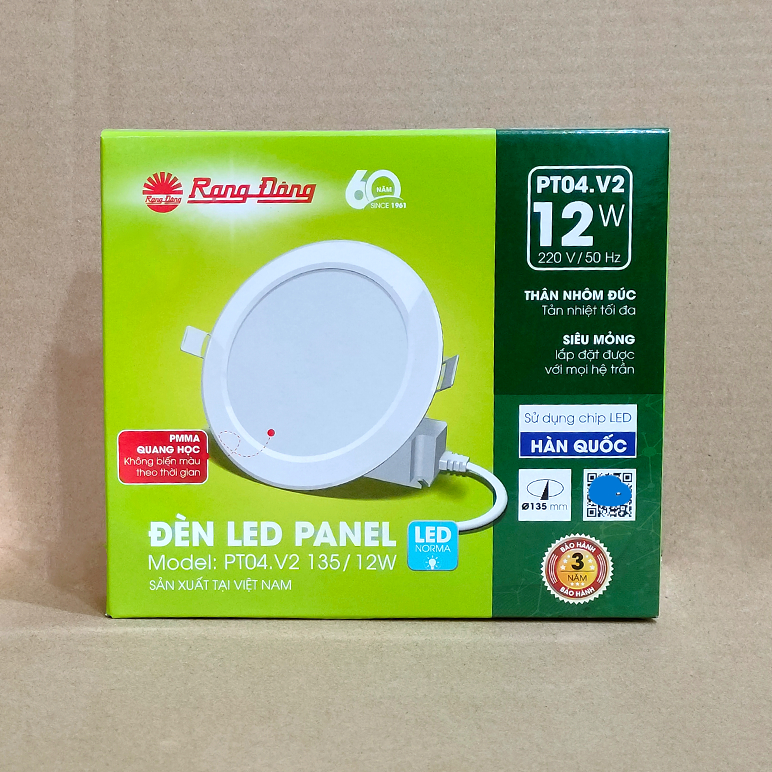 Rạng Đông
Rạng Đông
60 NĂM
SINCE 1961
PT04.V2
12W
220 V/50 Hz
THÂN NHÔM ĐÚC
Tản nhiệt tối đa
SIÊU MỎNG
lắp đặt được
với mọi hệ trần
PMMA
QUANG HỌC
Không biến màu
theo thời gian
Sử dụng chip LED
HÀN QUỐC
Ø135 mm
ĐÈN LED PANEL
Model: PT04.V2 135/12W
SẢN XUẤT TẠI VIỆT NAM
LED
NORMA
BẢO HÀNH
3
NĂM
BẢO HÀNH